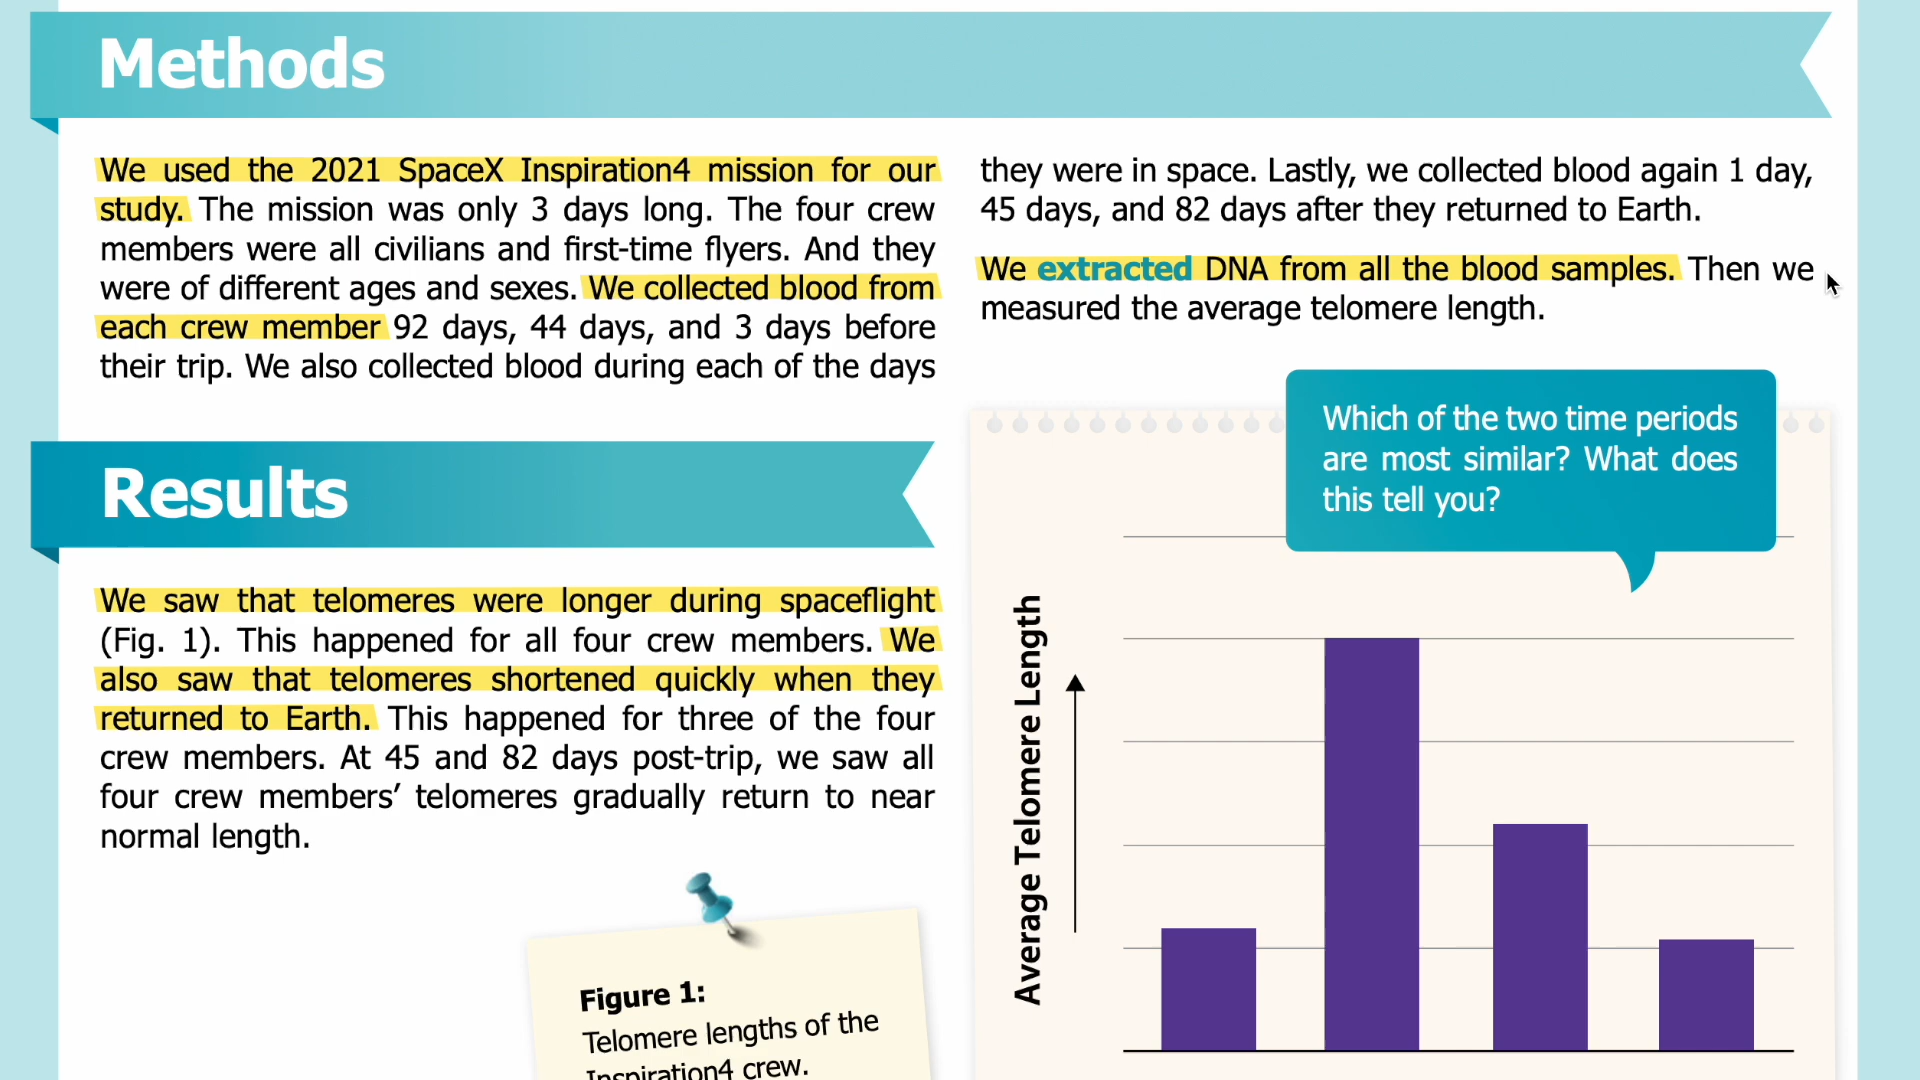 Methods
We used the 2021 SpaceX Inspiration4 mission for our
study. The mission was only 3 days long. The four crew
members were all civilians and first-time flyers. And they
were of different ages and sexes. We collected blood from
each crew member 92 days, 44 days, and 3 days before
their trip. We also collected blood during each of the days
they were in space. Lastly, we collected blood again 1 day,
45 days, and 82 days after they returned to Earth.
We extracted DNA from all the blood samples. Then we
measured the average telomere length.
Results
We saw that telomeres were longer during spaceflight
(Fig. 1). This happened for all four crew members. We
also saw that telomeres shortened quickly when they
returned to Earth. This happened for three of the four
crew members. At 45 and 82 days post-trip, we saw all
four crew members’ telomeres gradually return to near
normal length.
Figure 1:
Telomere lengths of the
Inspiration4 crew.
Which of the two time periods
are most similar? What does
this tell you?
Average Telomere Length